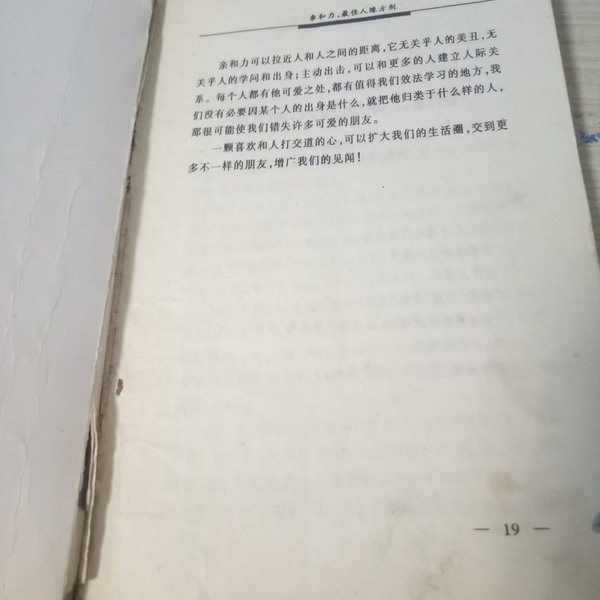 亲和力，最佳人缘方剂
亲和力可以拉近人和人之间的距离，它无关乎人的美丑，无
关乎人的学问和出身；主动出击，可以和更多的人建立人际关
系。每个人都有他可爱之处，都有值得我们效法学习的地方，我
们没有必要因某个人的出身是什么，就把他归类于什么样的人，
那很可能使我们错失许多可爱的朋友。
一颗喜欢和人打交道的心，可以扩大我们的生活圈，交到更
多不一样的朋友，增广我们的见闻！
— 19 —